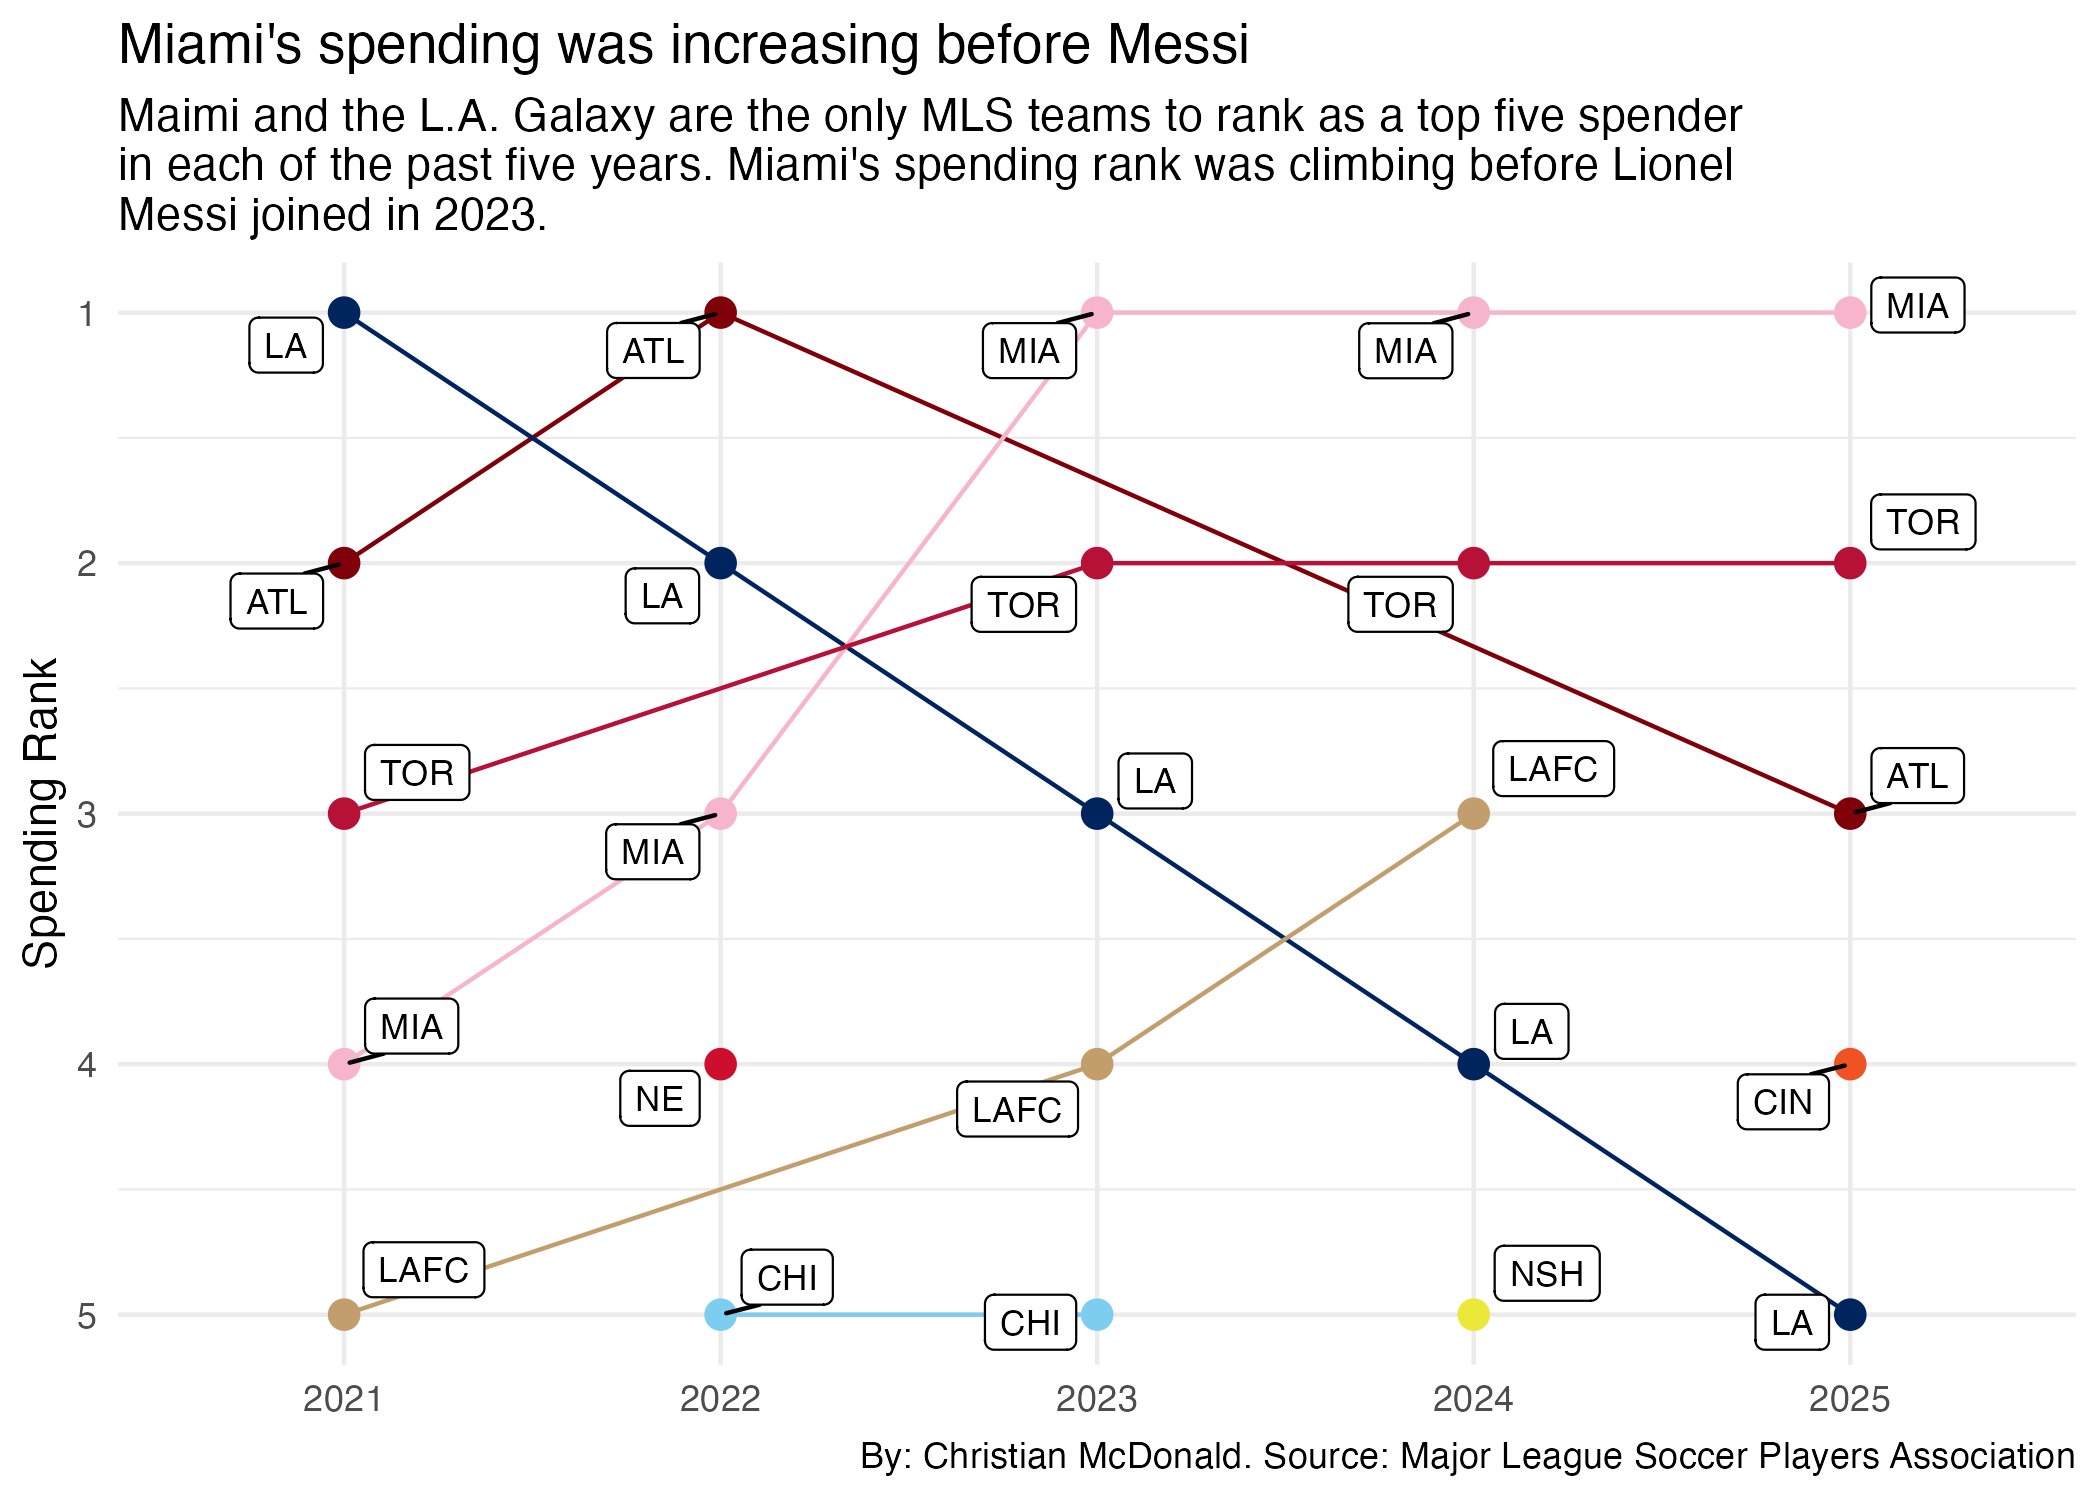 Miami's spending was increasing before Messi
Maimi and the L.A. Galaxy are the only MLS teams to rank as a top five spender
in each of the past five years. Miami's spending rank was climbing before Lionel
Messi joined in 2023.
Spending Rank
1
LA
ATL
MIA
MIA
MIA
2
ATL
LA
TOR
TOR
TOR
3
TOR
MIA
LA
LAFC
ATL
4
MIA
NE
LAFC
LA
CIN
5
LAFC
CHI
CHI
NSH
LA
2021
2022
2023
2024
2025
By: Christian McDonald. Source: Major League Soccer Players Association